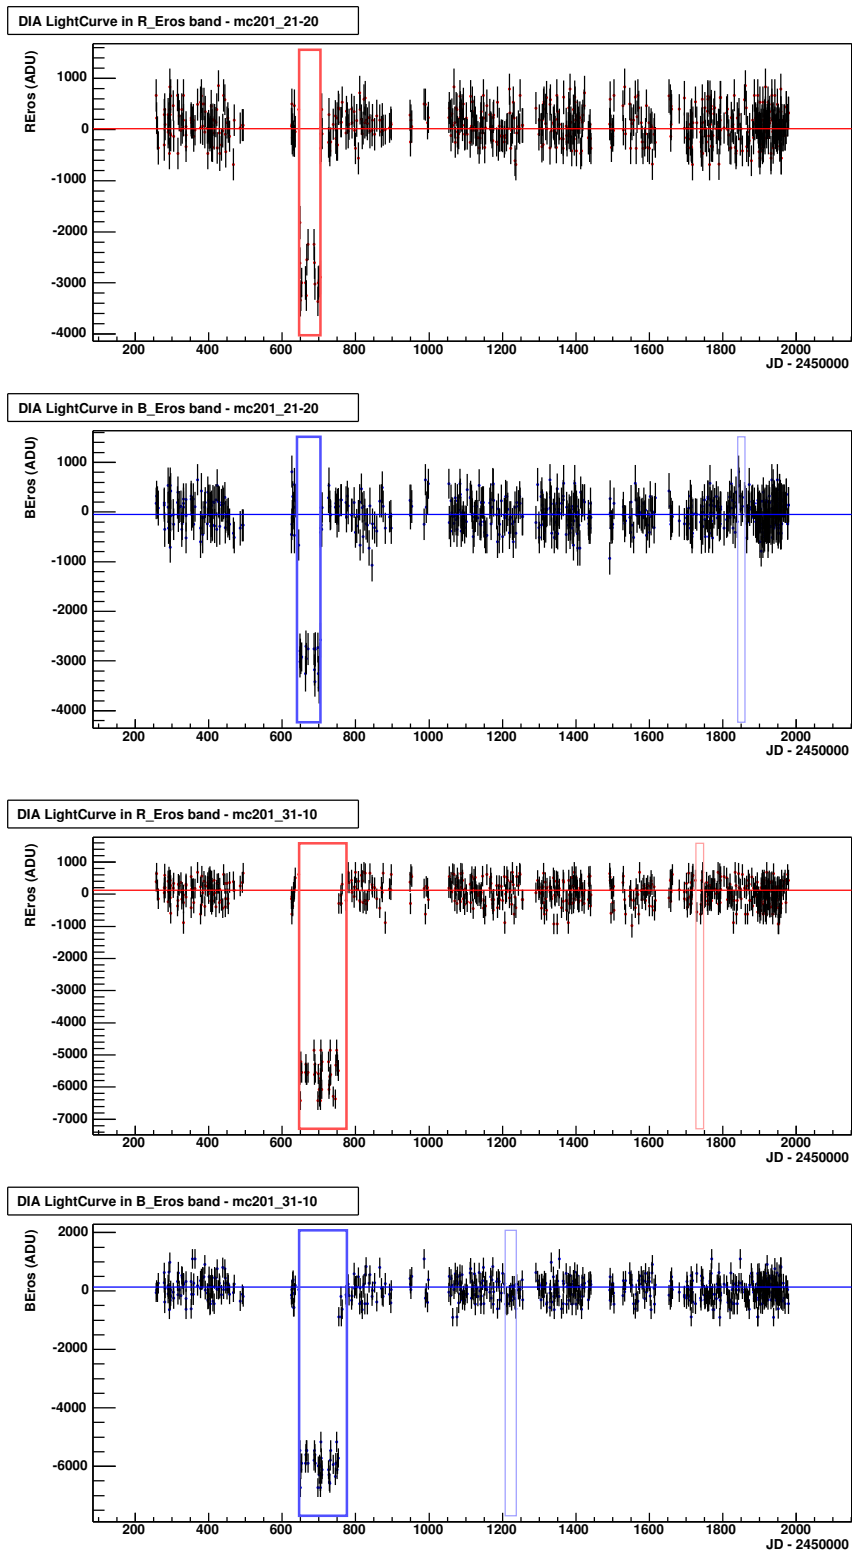 DIA LightCurve in R_Eros band - mc201_21-20
REros (ADU)
1000
0
-1000
-2000
-3000
-4000
200 400 600 800 1000 1200 1400 1600 1800 2000
JD - 2450000
DIA LightCurve in B_Eros band - mc201_21-20
BEros (ADU)
1000
0
-1000
-2000
-3000
-4000
200 400 600 800 1000 1200 1400 1600 1800 2000
JD - 2450000
DIA LightCurve in R_Eros band - mc201_31-10
REros (ADU)
1000
0
-1000
-2000
-3000
-4000
-5000
-6000
-7000
200 400 600 800 1000 1200 1400 1600 1800 2000
JD - 2450000
DIA LightCurve in B_Eros band - mc201_31-10
BEros (ADU)
2000
0
-2000
-4000
-6000
200 400 600 800 1000 1200 1400 1600 1800 2000
JD - 2450000